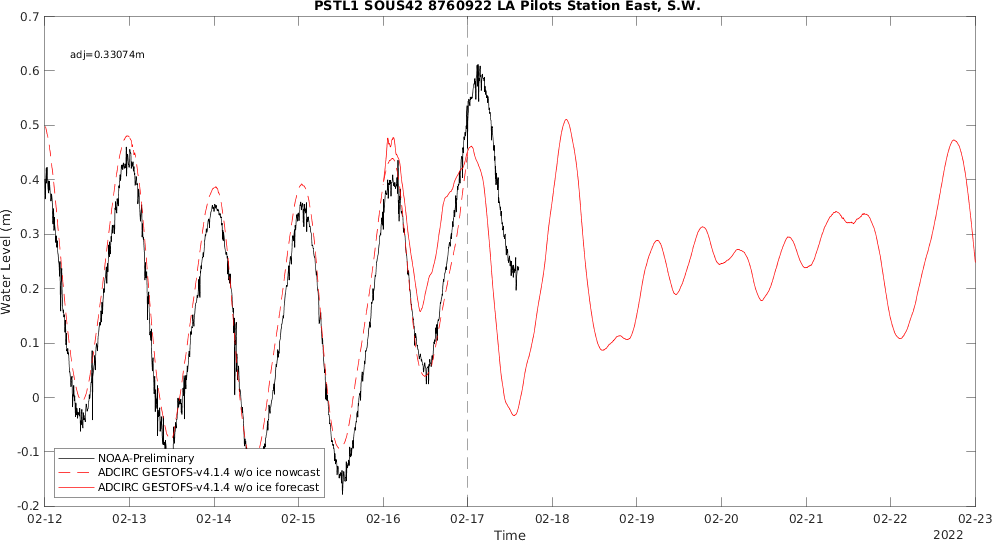 PSTL1 SOUS42 8760922 LA Pilots Station East, S.W.
adj=0.33074m
0.7
0.6
0.5
0.4
0.3
0.2
0.1
0
-0.1
-0.2
Water Level (m)
NOAA-Preliminary
ADCIRC GESTOFS-v4.1.4 w/o ice nowcast
ADCIRC GESTOFS-v4.1.4 w/o ice forecast
02-12 02-13 02-14 02-15 02-16 02-17 02-18 02-19 02-20 02-21 02-22 02-23
Time
2022